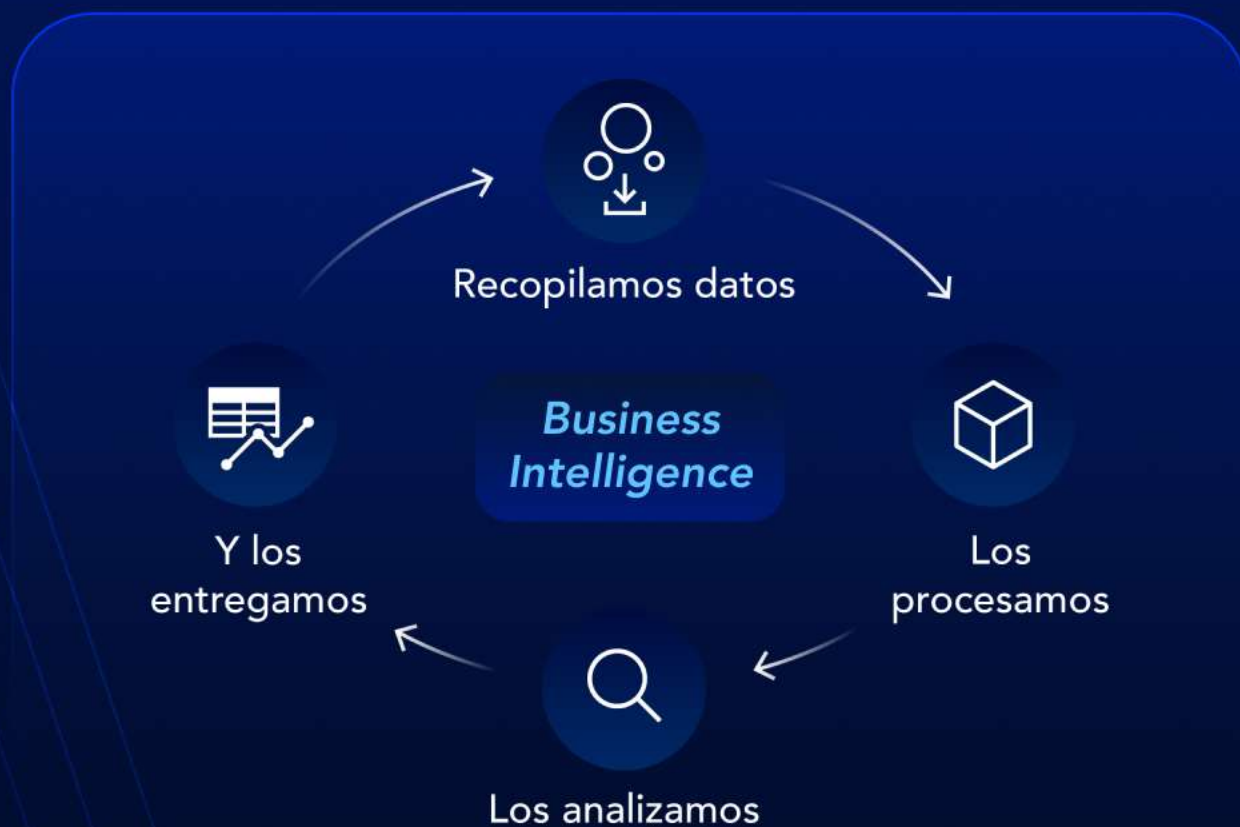 Recopilamos datos
Business
Intelligence
Y los
entregamos
Los
procesamos
Los analizamos